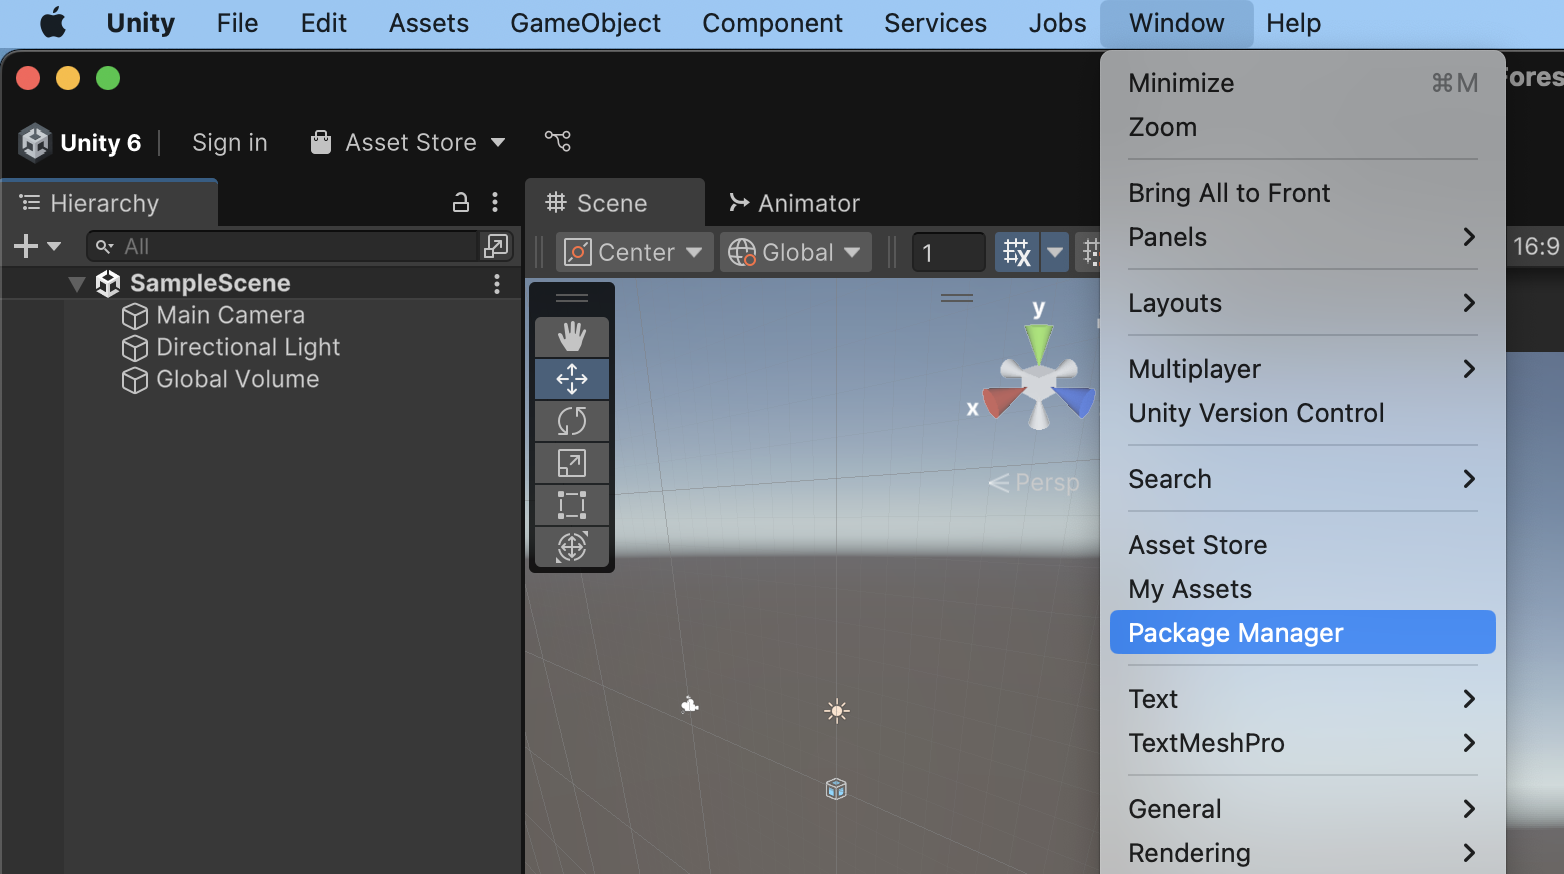 Unity File Edit Assets GameObject Component Services Jobs Window Help
Unity 6 Sign in Asset Store
Hierarchy
All
SampleScene
Main Camera
Directional Light
Global Volume
Scene Animator
Center Global 1
y
x
Persp
Minimize ⌘M
Zoom
Bring All to Front
Panels
Layouts
Multiplayer
Unity Version Control
Search
Asset Store
My Assets
Package Manager
Text
TextMeshPro
General
Rendering
16:9